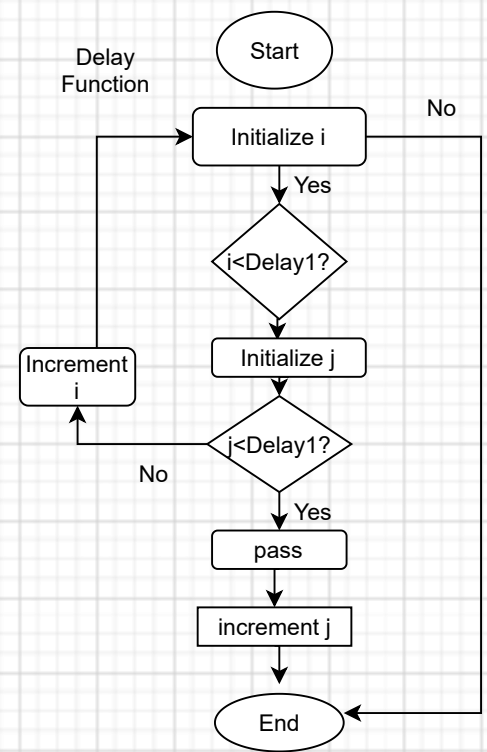 Start
Delay
Function
No
Initialize i
Yes
i<Delay1?
Initialize j
Increment
i
j<Delay1?
No
Yes
pass
increment j
End